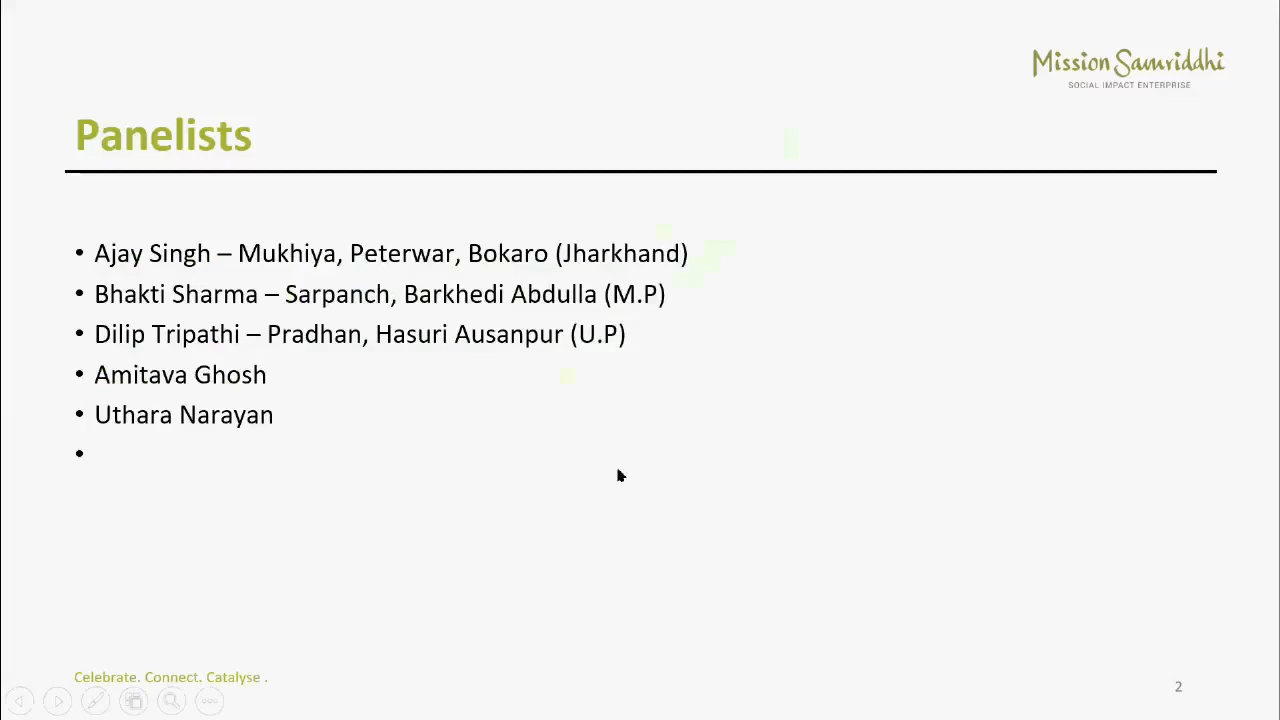 Mission Samriddhi
SOCIAL IMPACT ENTERPRISE
Panelists
• Ajay Singh – Mukhiya, Peterwar, Bokaro (Jharkhand)
• Bhakti Sharma – Sarpanch, Barkhedi Abdulla (M.P)
• Dilip Tripathi – Pradhan, Hasuri Ausanpur (U.P)
• Amitava Ghosh
• Uthara Narayan
•
Celebrate. Connect. Catalyse .
2